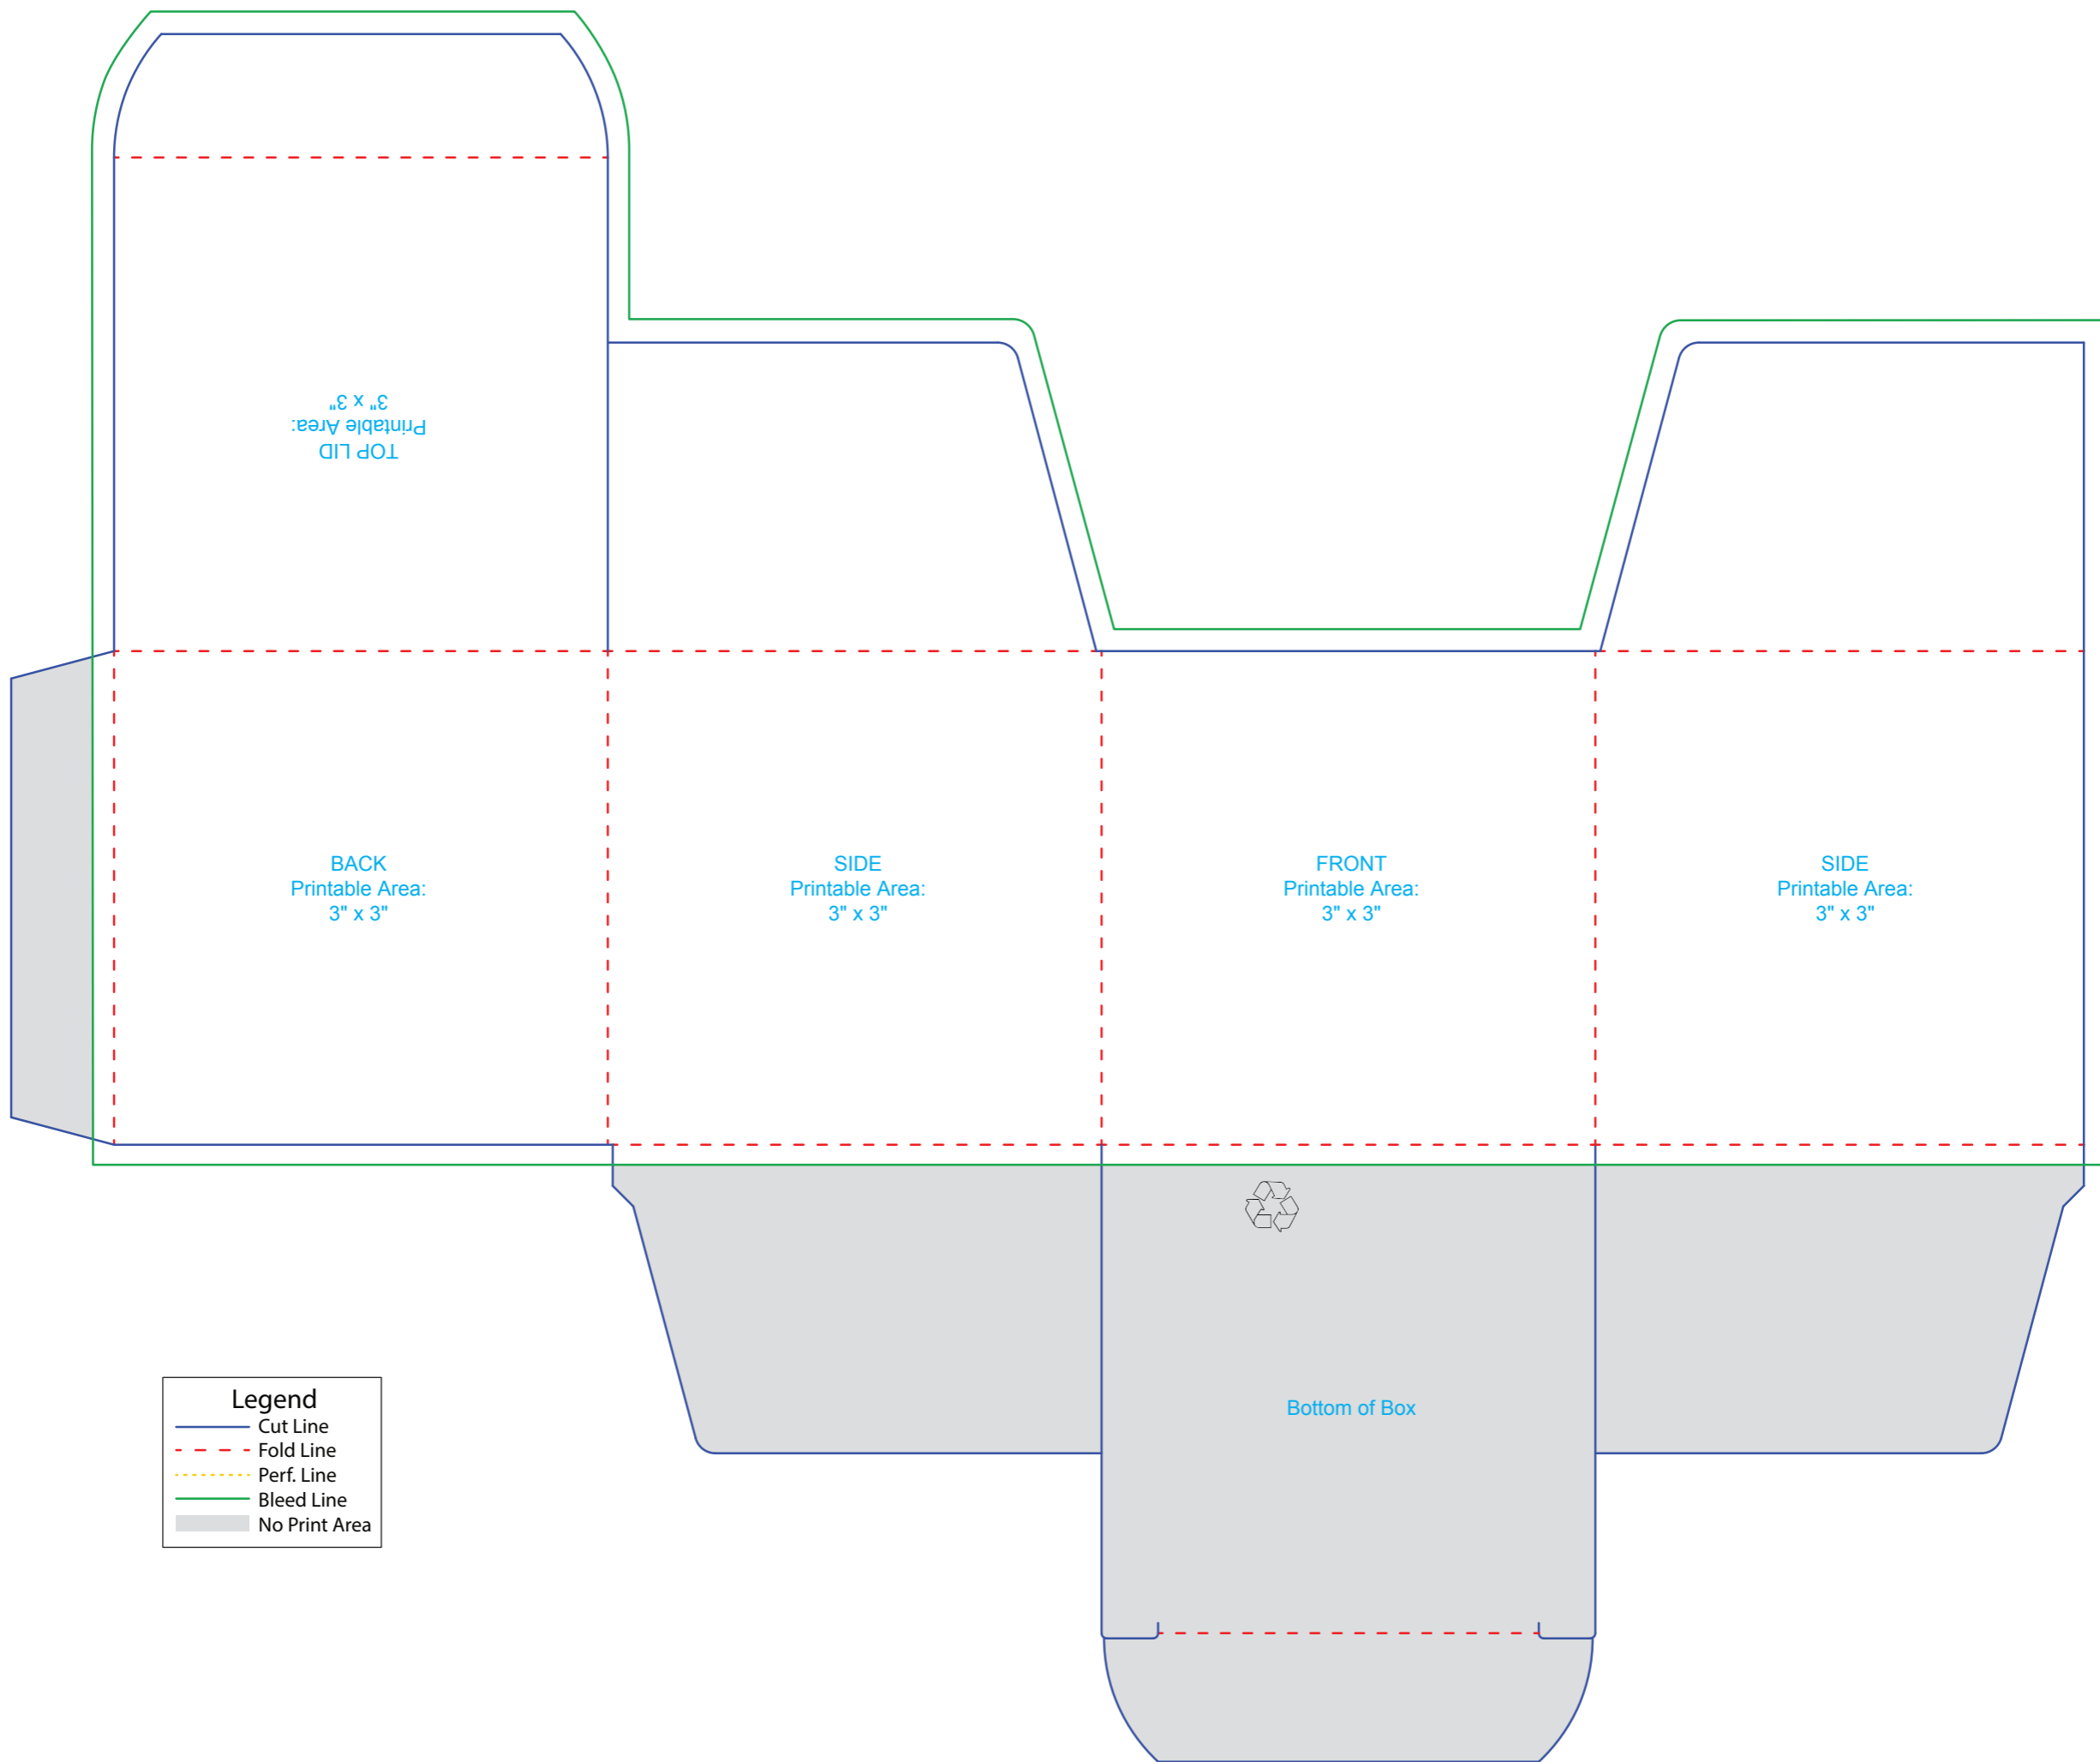 TOP LID
Printable Area:
3" x 3"
BACK
Printable Area:
3" x 3"
SIDE
Printable Area:
3" x 3"
FRONT
Printable Area:
3" x 3"
SIDE
Printable Area:
3" x 3"
Bottom of Box
Legend
Cut Line
Fold Line
Perf. Line
Bleed Line
No Print Area